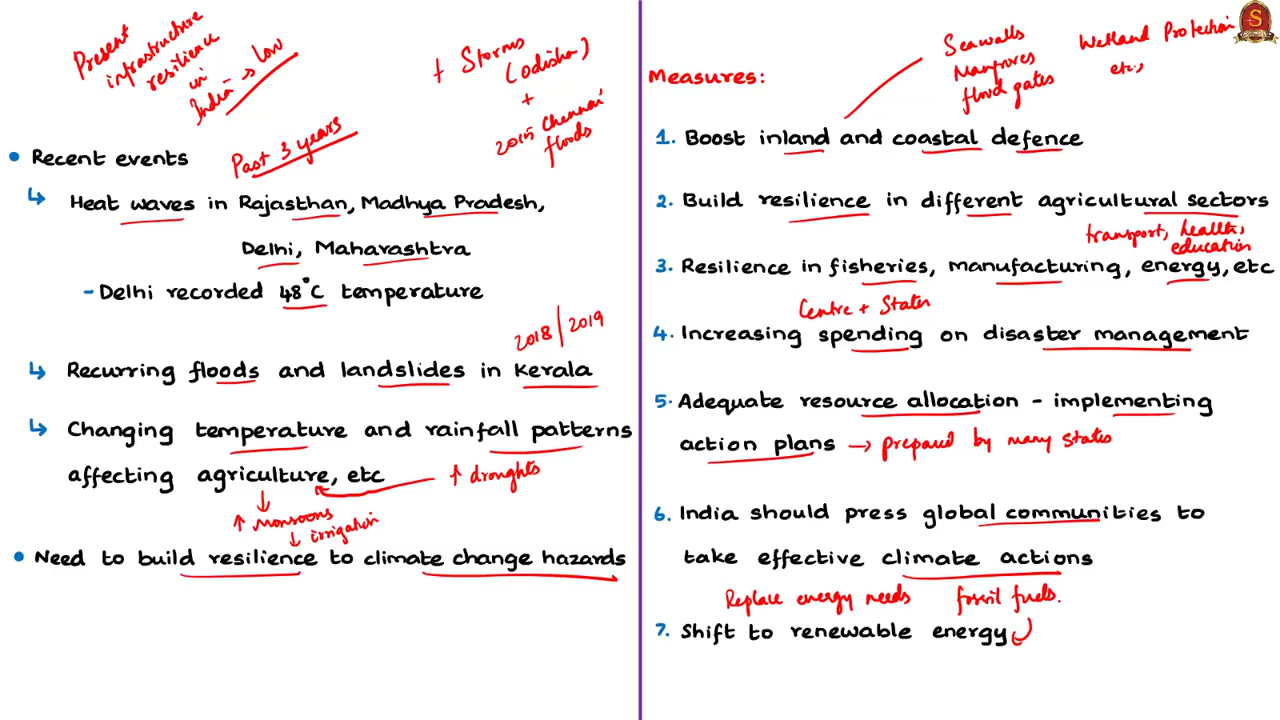 Present
infrastructure
resilience
in
India → low
+ Storms
(Odisha)
+
2015 Chennai
floods
• Recent events
Past 3 years
↳ Heat waves in Rajasthan, Madhya Pradesh,
Delhi, Maharashtra
- Delhi recorded 48°C temperature
2018/2019
↳ Recurring floods and landslides in Kerala
↳ Changing temperature and rainfall patterns
affecting agriculture, etc
↑ droughts
↑ monsoons
↓ irrigation
• Need to build resilience to climate change hazards
S
Seawalls
Mangroves
flood gates
Wetland Protection
etc,
Measures:
1. Boost inland and coastal defence
2. Build resilience in different agricultural sectors
transport, health,
education
3. Resilience in fisheries, manufacturing, energy, etc
Centre + States
4. Increasing spending on disaster management
5. Adequate resource allocation - implementing
action plans → prepared by many states
6. India should press global communities to
take effective climate actions
Replace energy needs fossil fuels.
7. Shift to renewable energy